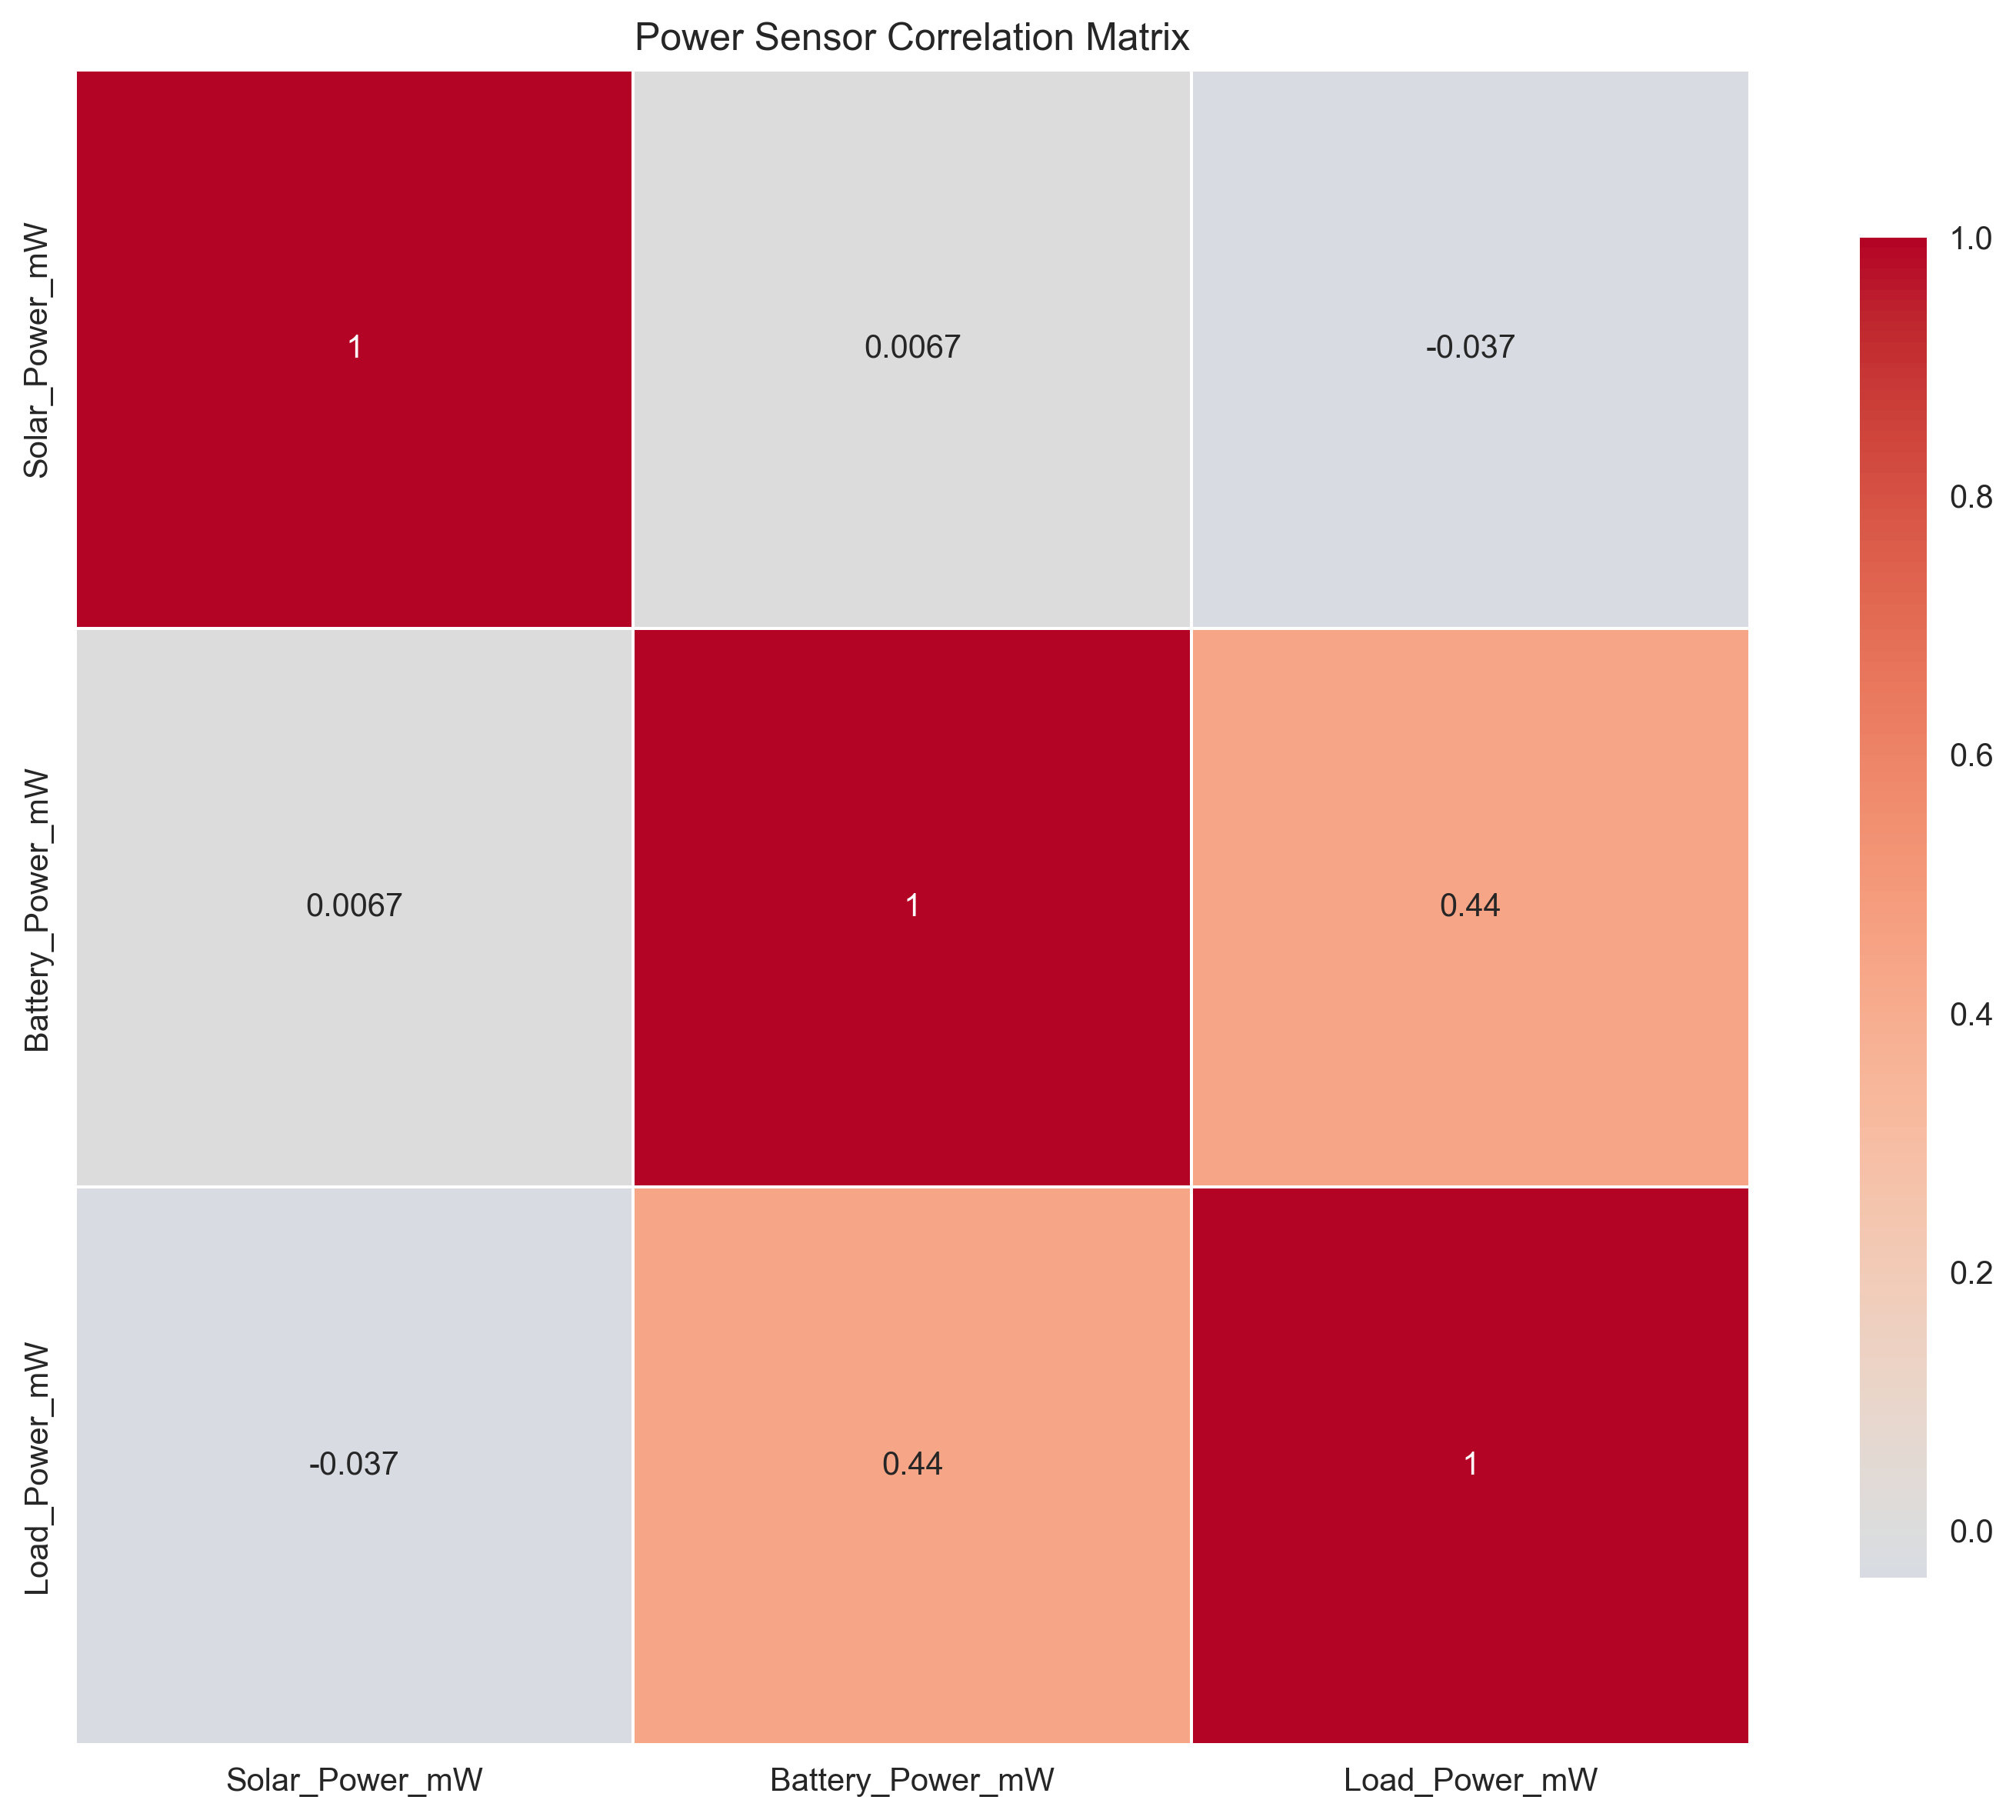 Power Sensor Correlation Matrix
Solar_Power_mW
1
0.0067
-0.037
Battery_Power_mW
0.0067
1
0.44
Load_Power_mW
-0.037
0.44
1
Solar_Power_mW
Battery_Power_mW
Load_Power_mW
1.0
0.8
0.6
0.4
0.2
0.0